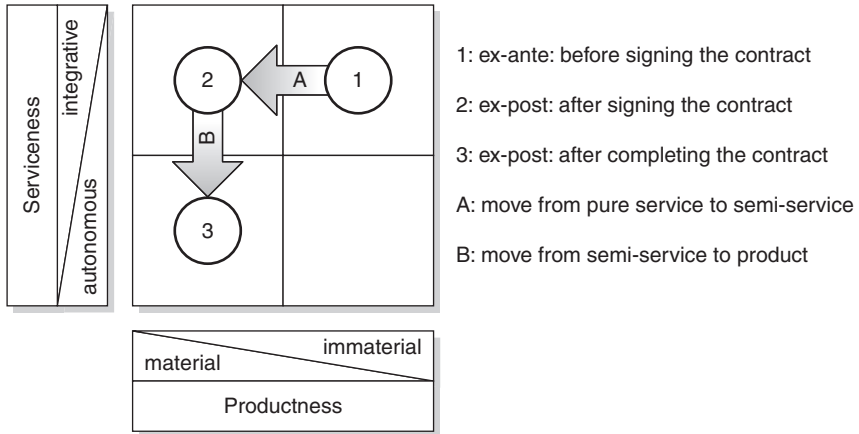 Serviceness
integrative
autonomous
2
A
1
B
3
material
immaterial
Productness
1: ex-ante: before signing the contract
2: ex-post: after signing the contract
3: ex-post: after completing the contract
A: move from pure service to semi-service
B: move from semi-service to product